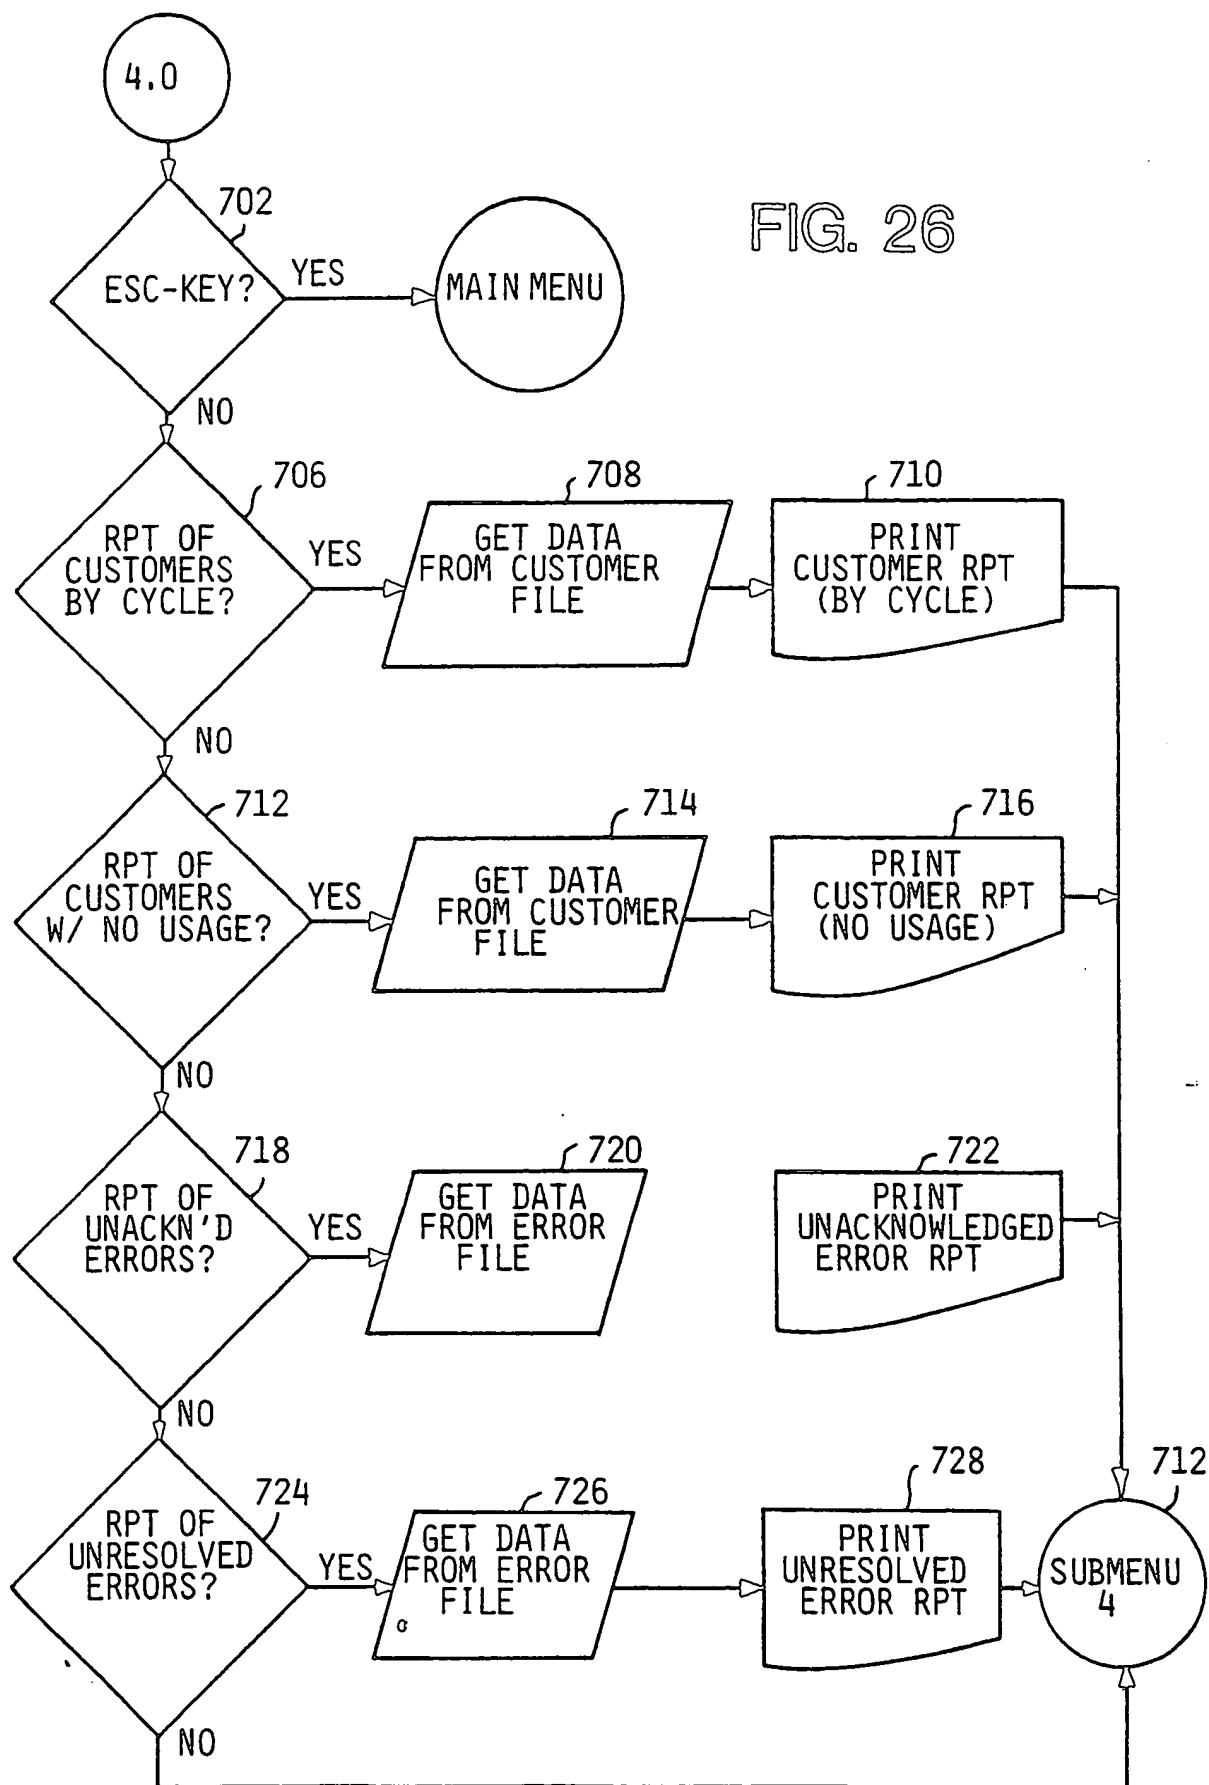 4.0
702
FIG. 26
ESC-KEY?
YES
MAIN MENU
NO
706
708
710
RPT OF
CUSTOMERS
BY CYCLE?
YES
GET DATA
FROM CUSTOMER
FILE
PRINT
CUSTOMER RPT
(BY CYCLE)
NO
712
714
716
RPT OF
CUSTOMERS
W/ NO USAGE?
YES
GET DATA
FROM CUSTOMER
FILE
PRINT
CUSTOMER RPT
(NO USAGE)
NO
718
720
722
RPT OF
UNACKN'D
ERRORS?
YES
GET DATA
FROM ERROR
FILE
PRINT
UNACKNOWLEDGED
ERROR RPT
NO
724
726
728
712
RPT OF
UNRESOLVED
ERRORS?
YES
GET DATA
FROM ERROR
FILE
PRINT
UNRESOLVED
ERROR RPT
SUBMENU
4
NO